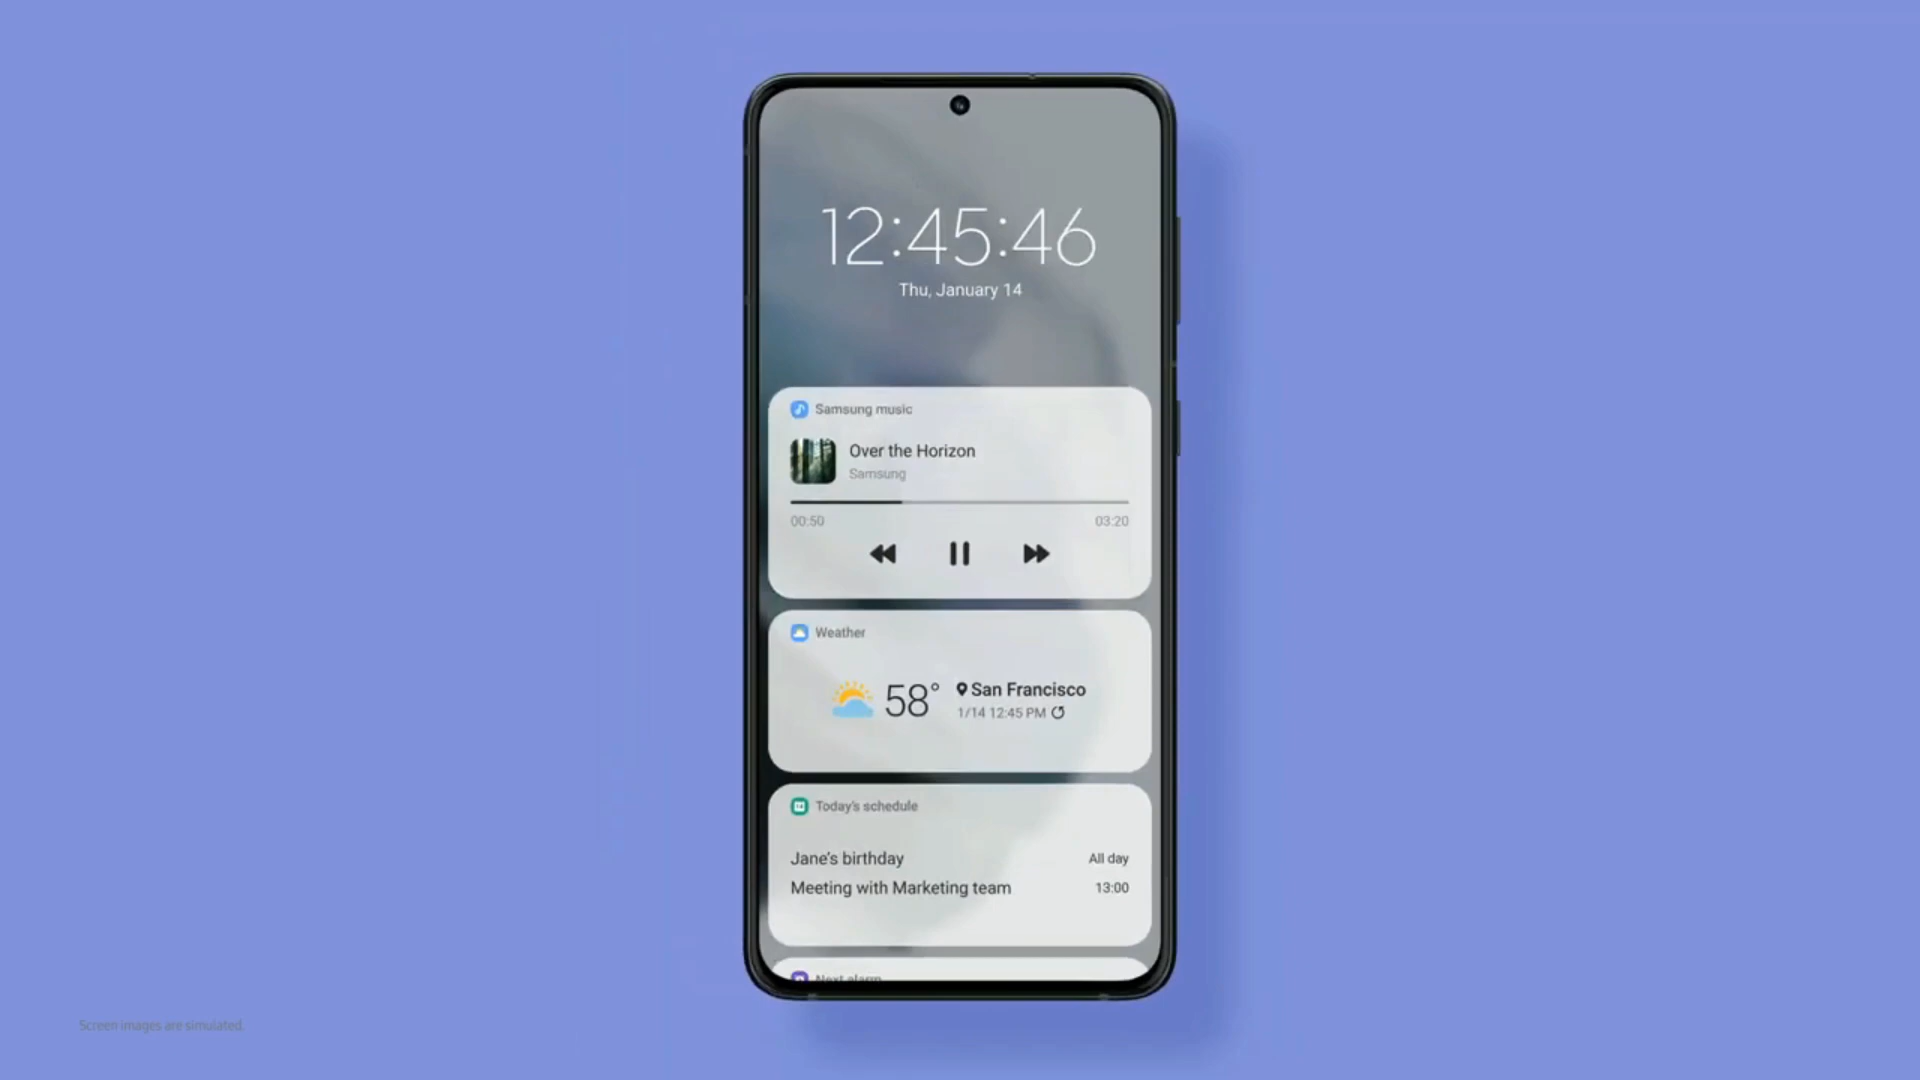 12:45:46
Thu, January 14
Samsung music
Over the Horizon
Samsung
00:50 03:20
Weather
58° San Francisco
1/14 12:45 PM
Today's schedule
Jane's birthday All day
Meeting with Marketing team 13:00
Next alarm
Screen images are simulated.